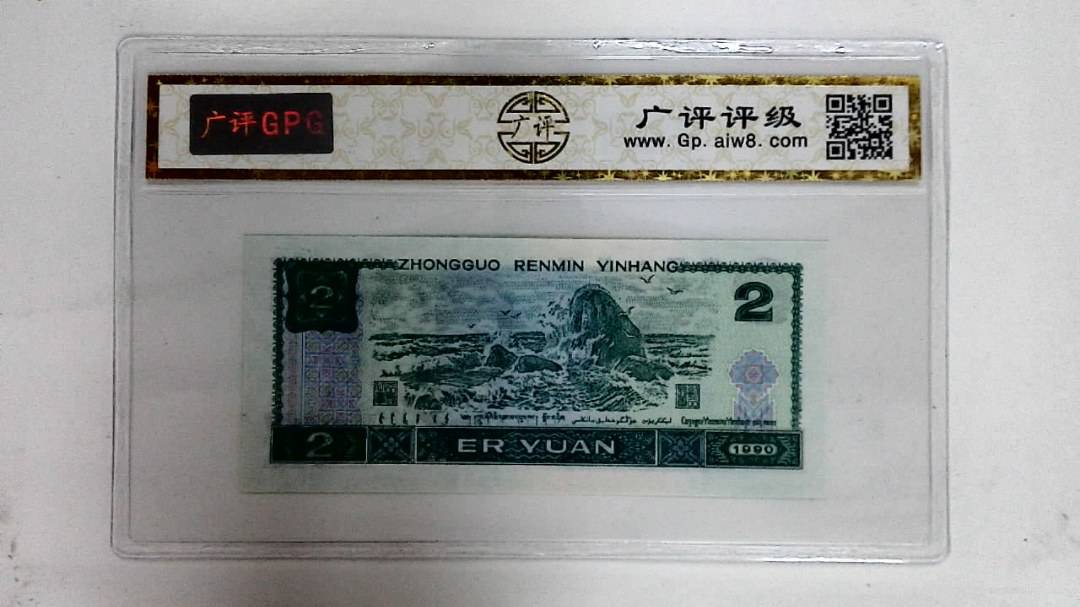 广评GPG
广评
广评评级
www. Gp. aiw8. com
ZHONGGUO RENMIN YINHANG
2
2
2
ER YUAN
1990